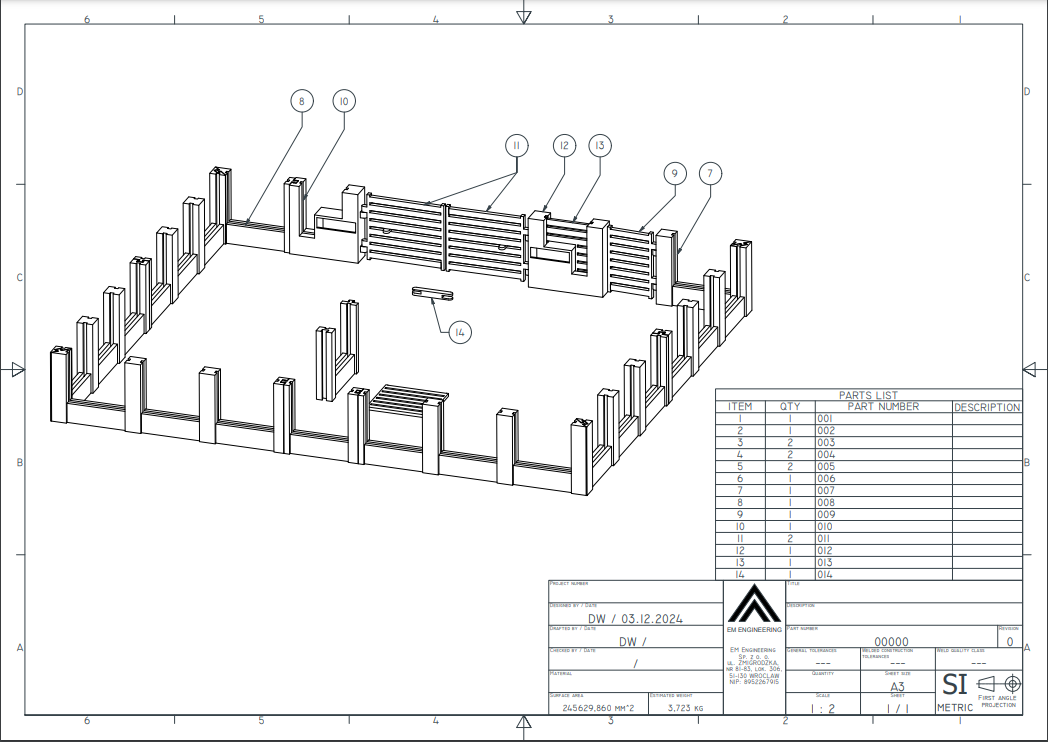 6 5 4 3 2 1
D D
8 10
11 12 13
9 7
C C
14
PARTS LIST
ITEM QTY PART NUMBER DESCRIPTION
1 1 001
2 1 002
3 2 003
4 2 004
5 2 005
B B
6 1 006
7 1 007
8 1 008
9 1 009
10 1 010
11 2 011
12 1 012
13 1 013
14 1 014
PROJECT NUMBER
TITLE
DESIGNED BY / DATE
DW / 03.12.2024
DESCRIPTION
DRAFTED BY / DATE
DW /
EM ENGINEERING
PART NUMBER
00000
REVISION
0
A A
CHECKED BY / DATE
/
EM ENGINEERING
SP. Z O. O.
UL. ŻMIGRODZKA,
NR 81-83, LOK. 306,
51-130 WROCLAW
NIP: 8952267915
GENERAL TOLERANCES
---
WELDED CONSTRUCTION
TOLERANCES
---
WELD QUALITY CLASS
---
MATERIAL
QUANTITY
SHEET SIZE
A3
SURFACE AREA
245629,860 MM^2
ESTIMATED WEIGHT
3,723 KG
SCALE
1 : 2
SHEET
1 / 1
SI
METRIC
FIRST ANGLE
PROJECTION
6 5 4 3 2 1